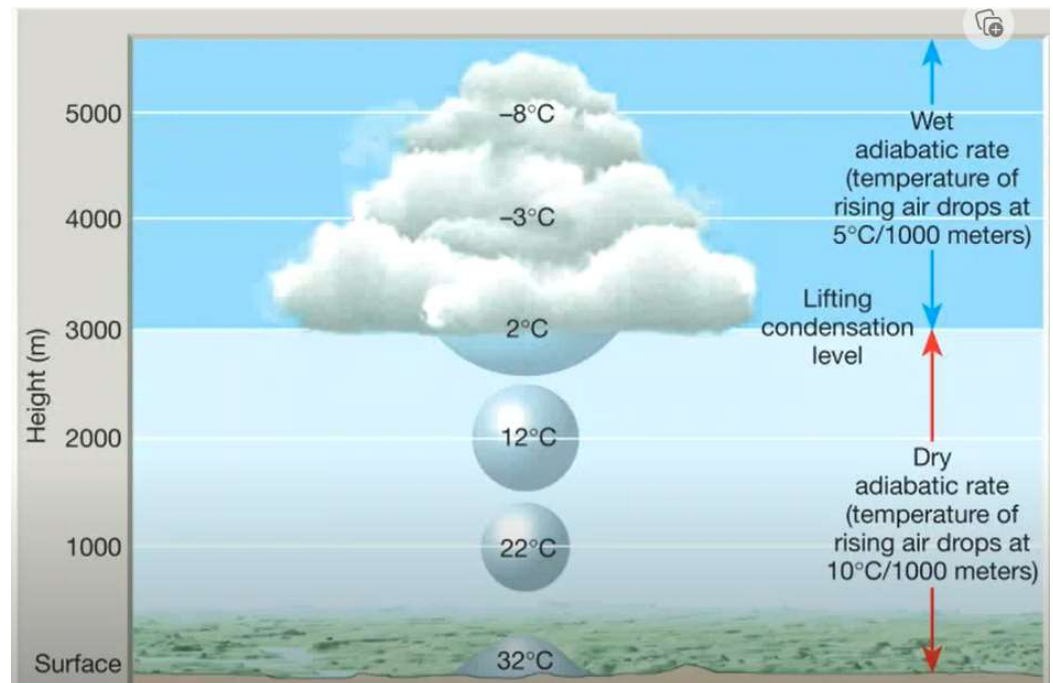 5000
4000
3000
2000
1000
Surface
Height (m)
–8°C
–3°C
2°C
12°C
22°C
32°C
Wet
adiabatic rate
(temperature of
rising air drops at
5°C/1000 meters)
Lifting
condensation
level
Dry
adiabatic rate
(temperature of
rising air drops at
10°C/1000 meters)